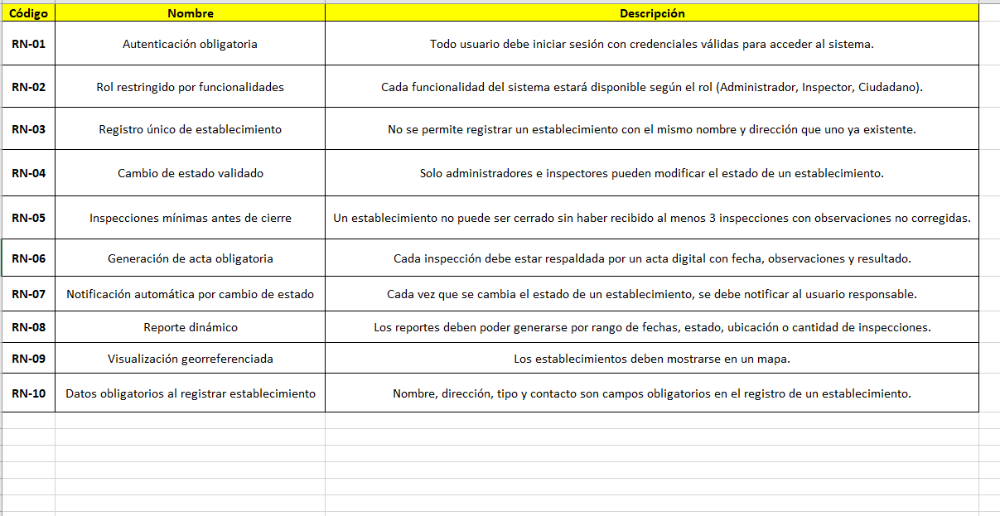 Código Nombre Descripción
RN-01 Autenticación obligatoria Todo usuario debe iniciar sesión con credenciales válidas para acceder al sistema.
RN-02 Rol restringido por funcionalidades Cada funcionalidad del sistema estará disponible según el rol (Administrador, Inspector, Ciudadano).
RN-03 Registro único de establecimiento No se permite registrar un establecimiento con el mismo nombre y dirección que uno ya existente.
RN-04 Cambio de estado validado Solo administradores e inspectores pueden modificar el estado de un establecimiento.
RN-05 Inspecciones mínimas antes de cierre Un establecimiento no puede ser cerrado sin haber recibido al menos 3 inspecciones con observaciones no corregidas.
RN-06 Generación de acta obligatoria Cada inspección debe estar respaldada por un acta digital con fecha, observaciones y resultado.
RN-07 Notificación automática por cambio de estado Cada vez que se cambia el estado de un establecimiento, se debe notificar al usuario responsable.
RN-08 Reporte dinámico Los reportes deben poder generarse por rango de fechas, estado, ubicación o cantidad de inspecciones.
RN-09 Visualización georreferenciada Los establecimientos deben mostrarse en un mapa.
RN-10 Datos obligatorios al registrar establecimiento Nombre, dirección, tipo y contacto son campos obligatorios en el registro de un establecimiento.